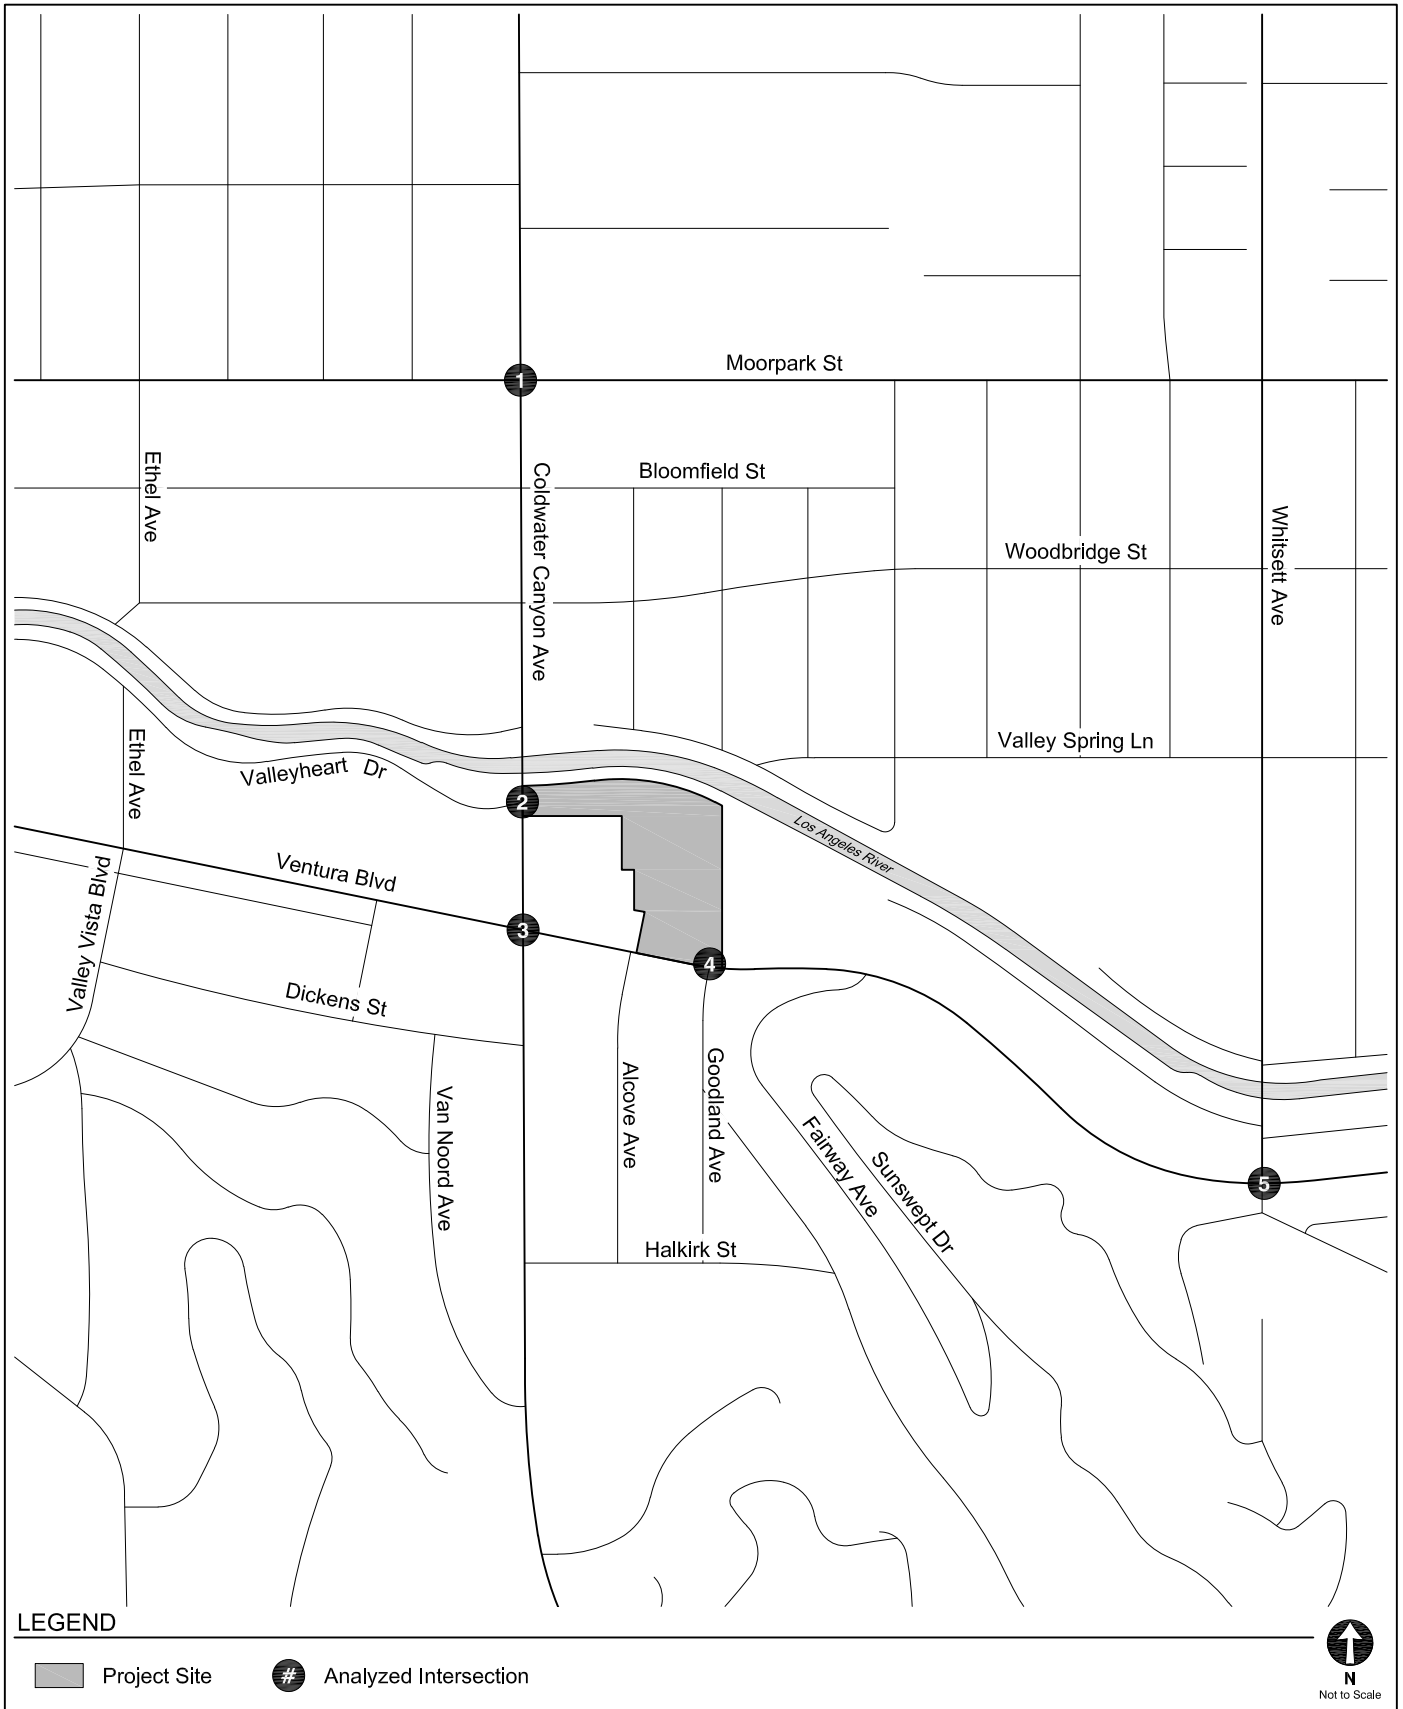 Moorpark St
1
Ethel Ave
Coldwater Canyon Ave
Bloomfield St
Whitsett Ave
Woodbridge St
Valley Spring Ln
Ethel Ave
Valleyheart Dr
2
Los Angeles River
Ventura Blvd
Valley Vista Blvd
3
4
Dickens St
Van Noord Ave
Alcove Ave
Goodland Ave
Fairway Ave
Sunswept Dr
5
Halkirk St
LEGEND
Project Site
# Analyzed Intersection
N
Not to Scale